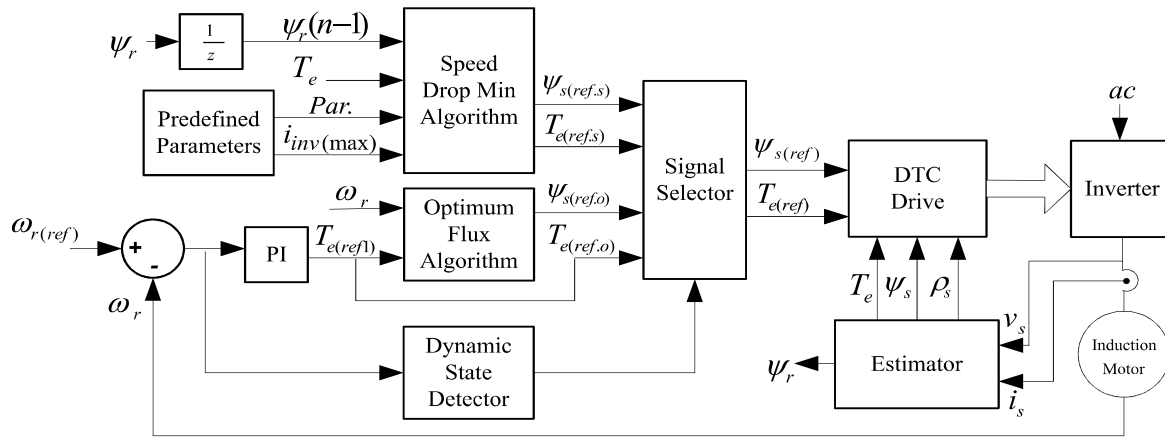 ψr
1
z
ψr(n−1)
Te
Predefined
Parameters
Par.
iinv(max)
Speed
Drop Min
Algorithm
ψs(ref.s)
Te(ref.s)
ωr(ref)
+
-
ωr
PI
Te(ref1)
ωr
Optimum
Flux
Algorithm
ψs(ref.o)
Te(ref.o)
Dynamic
State
Detector
Signal
Selector
ψs(ref)
Te(ref)
DTC
Drive
ac
Inverter
Te ψs ρs
Estimator
ψr
vs
is
Induction
Motor